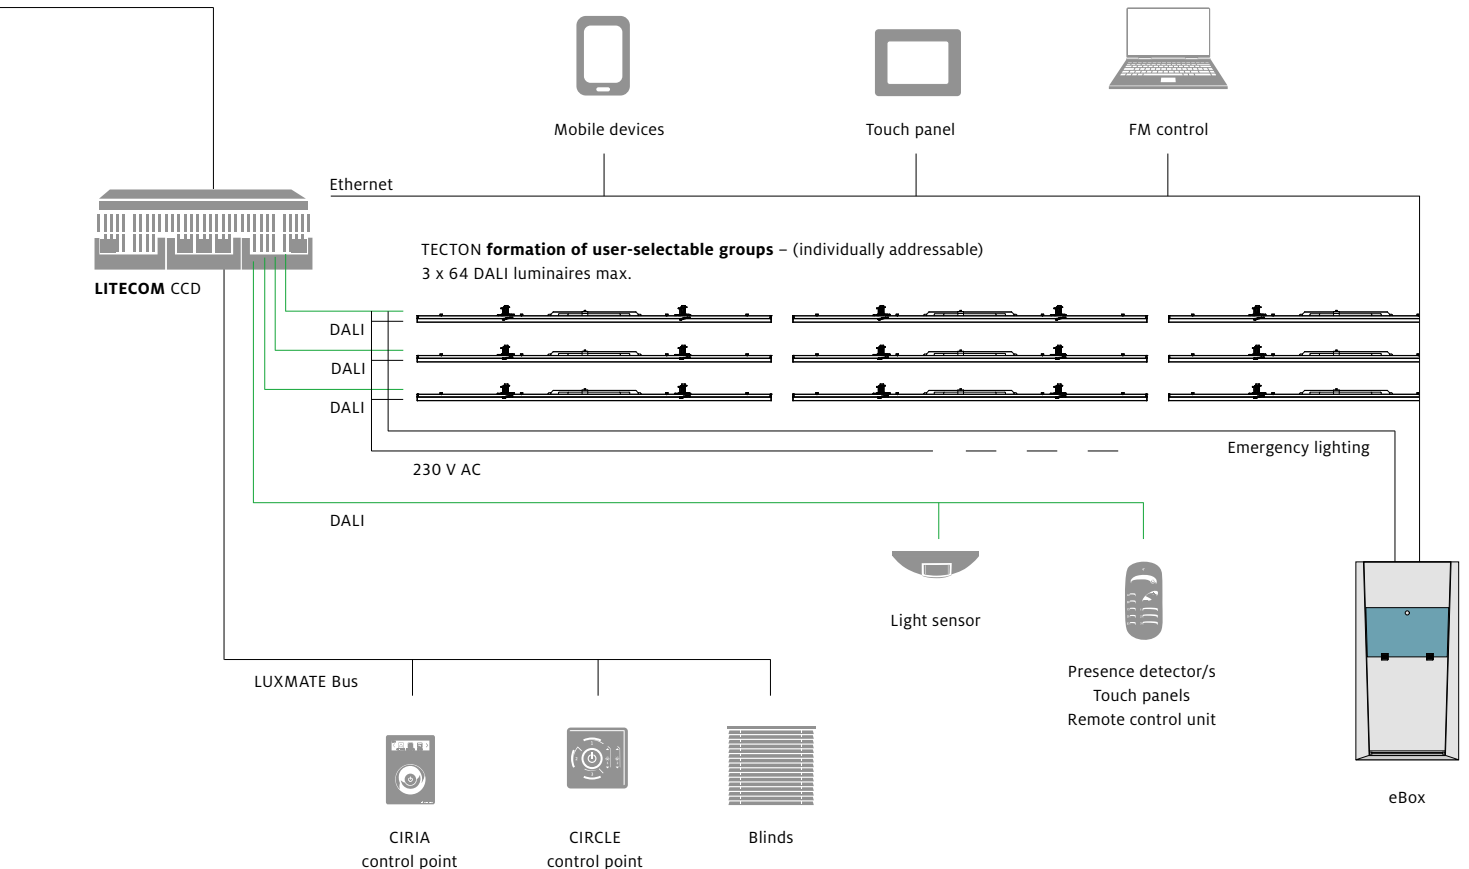 Mobile devices
Touch panel
FM control
Ethernet
TECTON formation of user-selectable groups – (individually addressable)
3 x 64 DALI luminaires max.
LITECOM CCD
DALI
DALI
DALI
Emergency lighting
230 V AC
DALI
Light sensor
Presence detector/s
Touch panels
Remote control unit
LUXMATE Bus
eBox
CIRIA
control point
CIRCLE
control point
Blinds